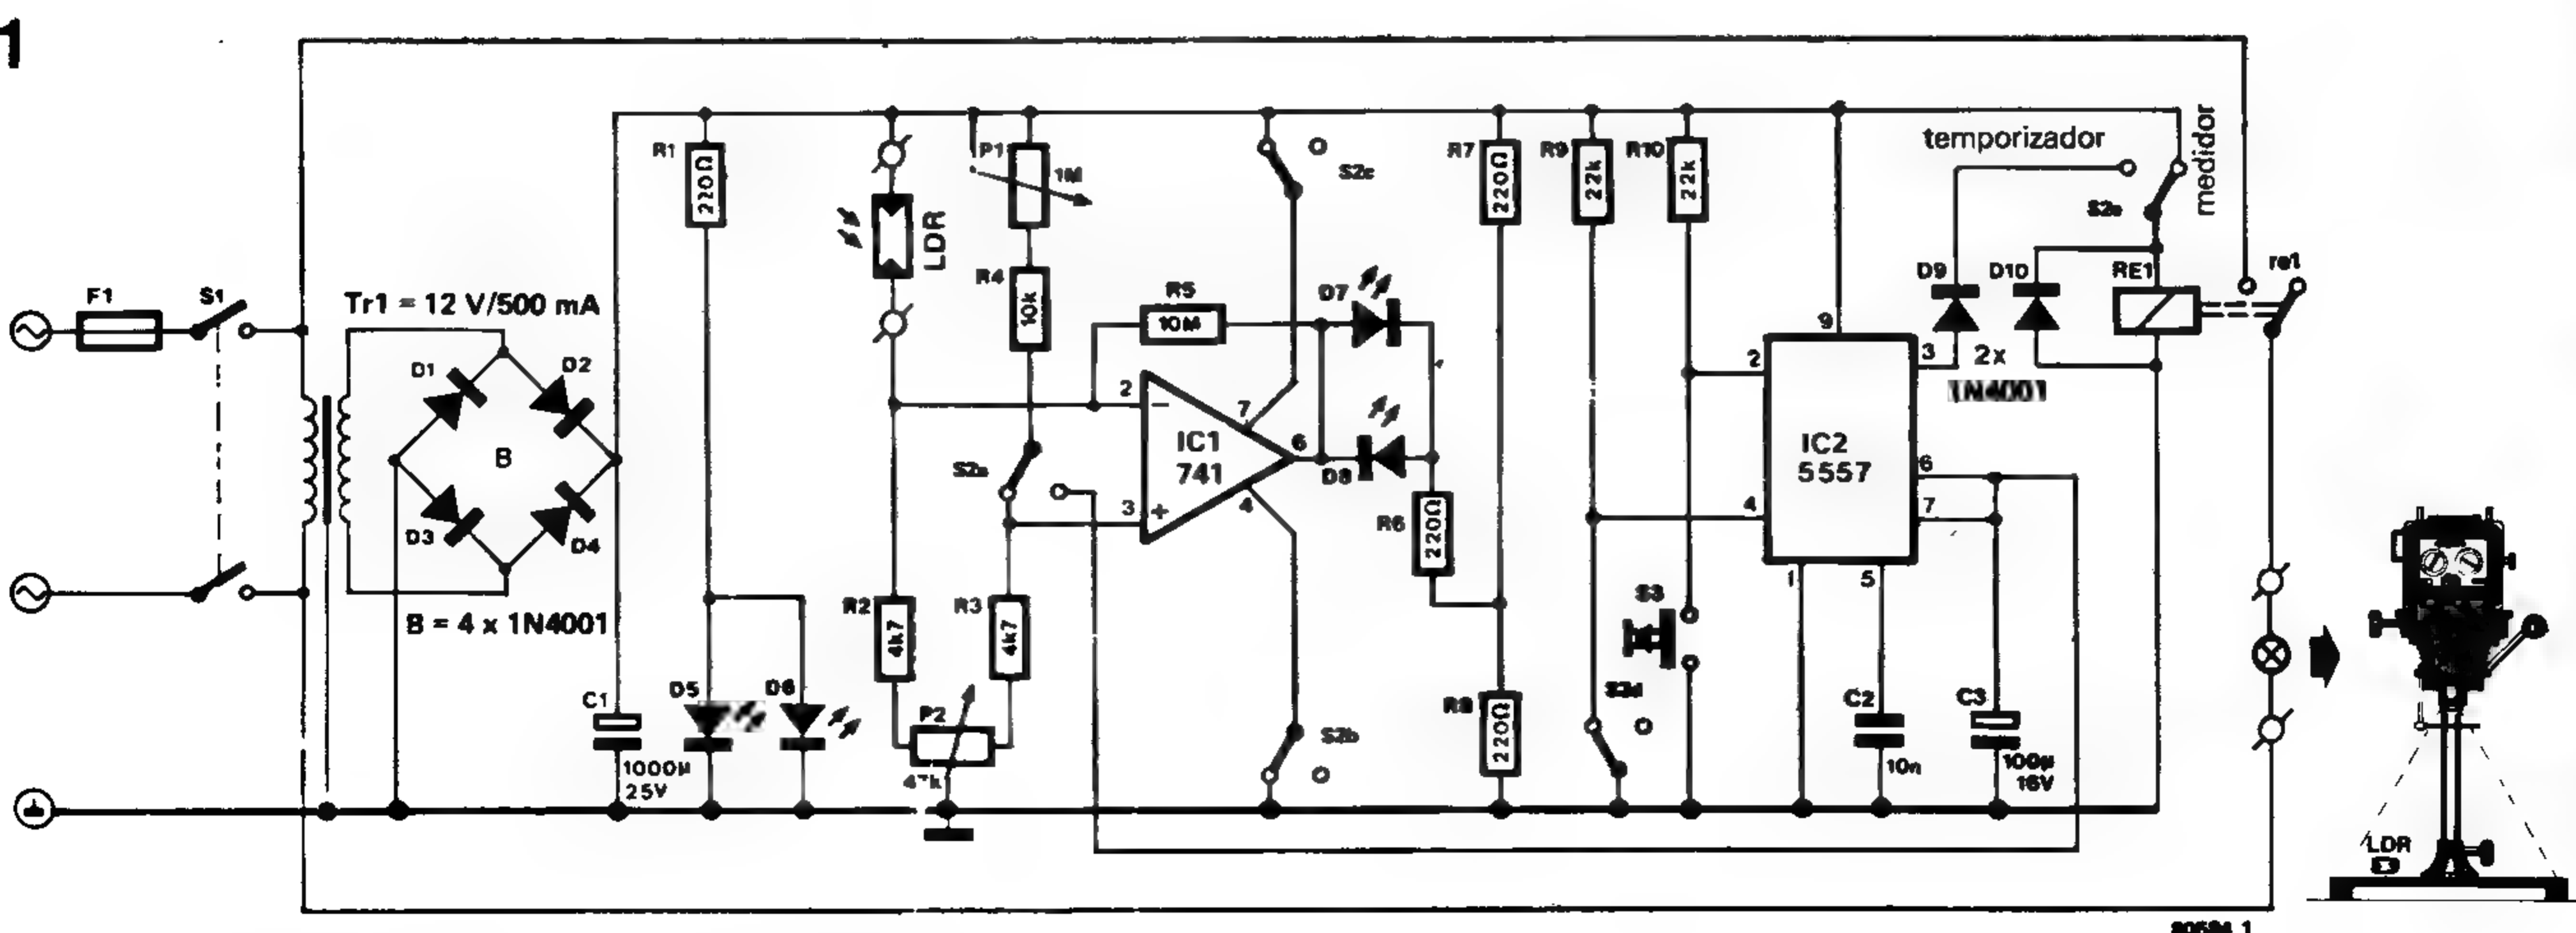 1
F1
S1
Tr1 = 12 V/500 mA
D1
D2
B
D3
D4
B = 4 x 1N4001
C1
1000µ
25V
R1
220Ω
D5
D6
LDR
P1
1M
R4
10k
S2a
R2
4k7
R3
4k7
P2
R5
10M
2
3
IC1
741
7
6
4
D7
D8
R6
220Ω
S2c
S2b
R7
220Ω
R8
220Ω
R9
22k
R10
22k
S3
S2d
9
2
4
IC2
5557
3
6
7
1
5
C2
10n
C3
100µ
16V
temporizador
medidor
S2e
D9
D10
2x
1N4001
RE1
re1
LDR
80584 1